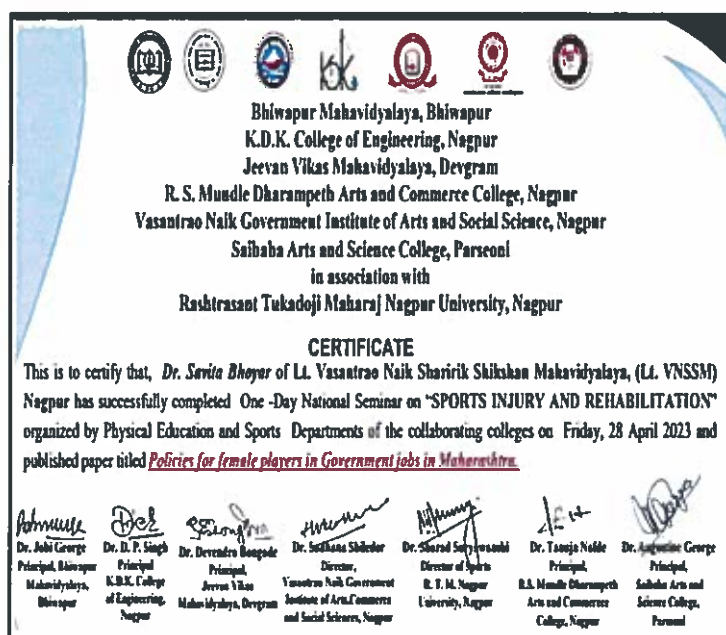 Bhiwapur Mahavidyalaya, Bhiwapur
K.D.K. College of Engineering, Nagpur
Jeevan Vikas Mahavidyalaya, Devgram
R. S. Mundle Dharampeth Arts and Commerce College, Nagpur
Vasantrao Naik Government Institute of Arts and Social Science, Nagpur
Saibaba Arts and Science College, Parseoni
in association with
Rashtrasant Tukadoji Maharaj Nagpur University, Nagpur
CERTIFICATE
This is to certify that, Dr. Savita Bhoyar of Lt. Vasantrao Naik Sharirik Shikshan Mahavidyalaya, (Lt. VNSSM)
Nagpur has successfully completed One -Day National Seminar on "SPORTS INJURY AND REHABILITATION"
organized by Physical Education and Sports Departments of the collaborating colleges on Friday, 28 April 2023 and
published paper titled Policies for female players in Government jobs in Maharashtra.
Dr. Jobi George
Principal, Bhiwapur
Mahavidyalaya,
Bhiwapur
Dr. D. P. Singh
Principal
K.D.K. College
of Engineering,
Nagpur
Dr. Devendra Bongade
Principal,
Jeevan Vikas
Mahavidyalaya, Devgram
Dr. Sadhana Shiledar
Director,
Vasantrao Naik Government
Institute of Arts,Commerce
and Social Sciences, Nagpur
Dr. Sharad Suryawanshi
Director of Sports
R. T. M. Nagpur
University, Nagpur
Dr. Tanuja Nafde
Principal,
R.S. Mundle Dharampeth
Arts and Commerce
College, Nagpur
Dr. Augustine George
Principal,
Saibaba Arts and
Science College,
Parseoni